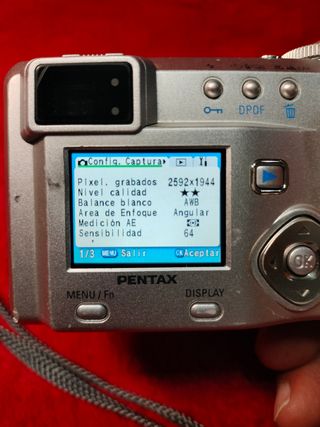 DPOF
Config. Captura
Pixel. grabados 2592x1944
Nivel calidad ★★
Balance blanco AWB
Area de Enfoque Angular
Medición AE
Sensibilidad 64
1/3 MENU Salir OK Aceptar
OK
PENTAX
MENU / Fn DISPLAY